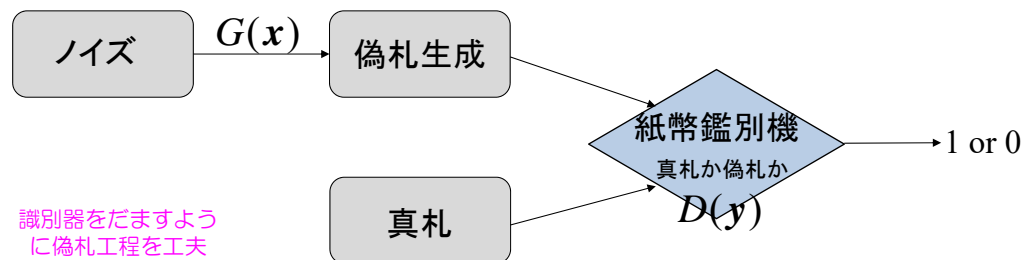 ノイズ
G(x)
偽札生成
紙幣鑑別機
真札か偽札か
D(y)
1 or 0
真札
識別器をだますよう
に偽札工程を工夫